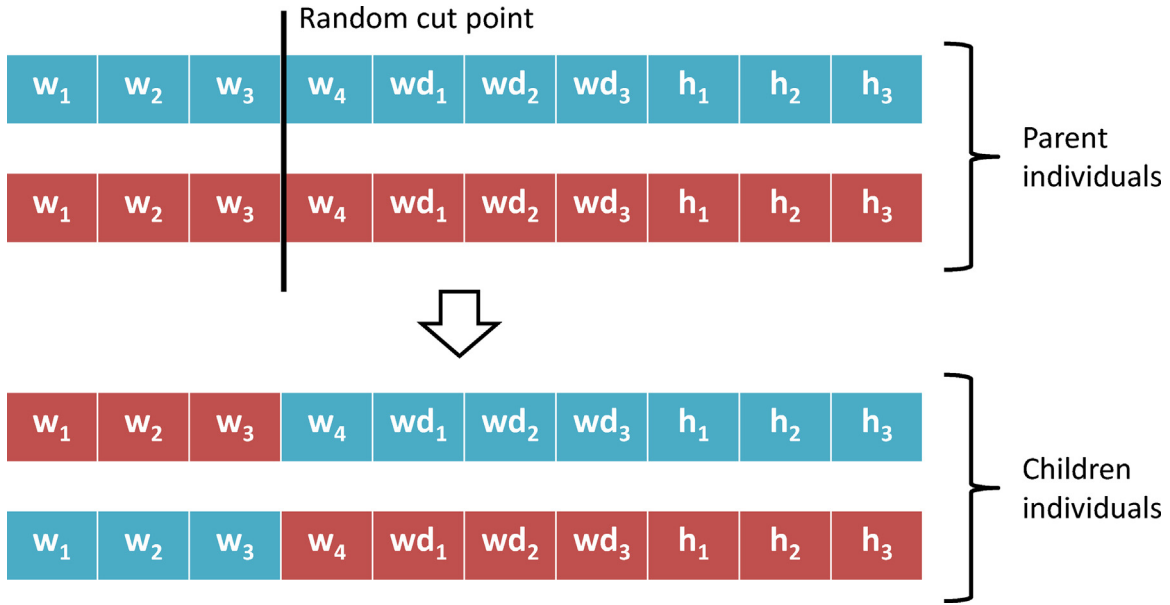 Random cut point
w₁ w₂ w₃ w₄ wd₁ wd₂ wd₃ h₁ h₂ h₃
w₁ w₂ w₃ w₄ wd₁ wd₂ wd₃ h₁ h₂ h₃
Parent
individuals
w₁ w₂ w₃ w₄ wd₁ wd₂ wd₃ h₁ h₂ h₃
w₁ w₂ w₃ w₄ wd₁ wd₂ wd₃ h₁ h₂ h₃
Children
individuals